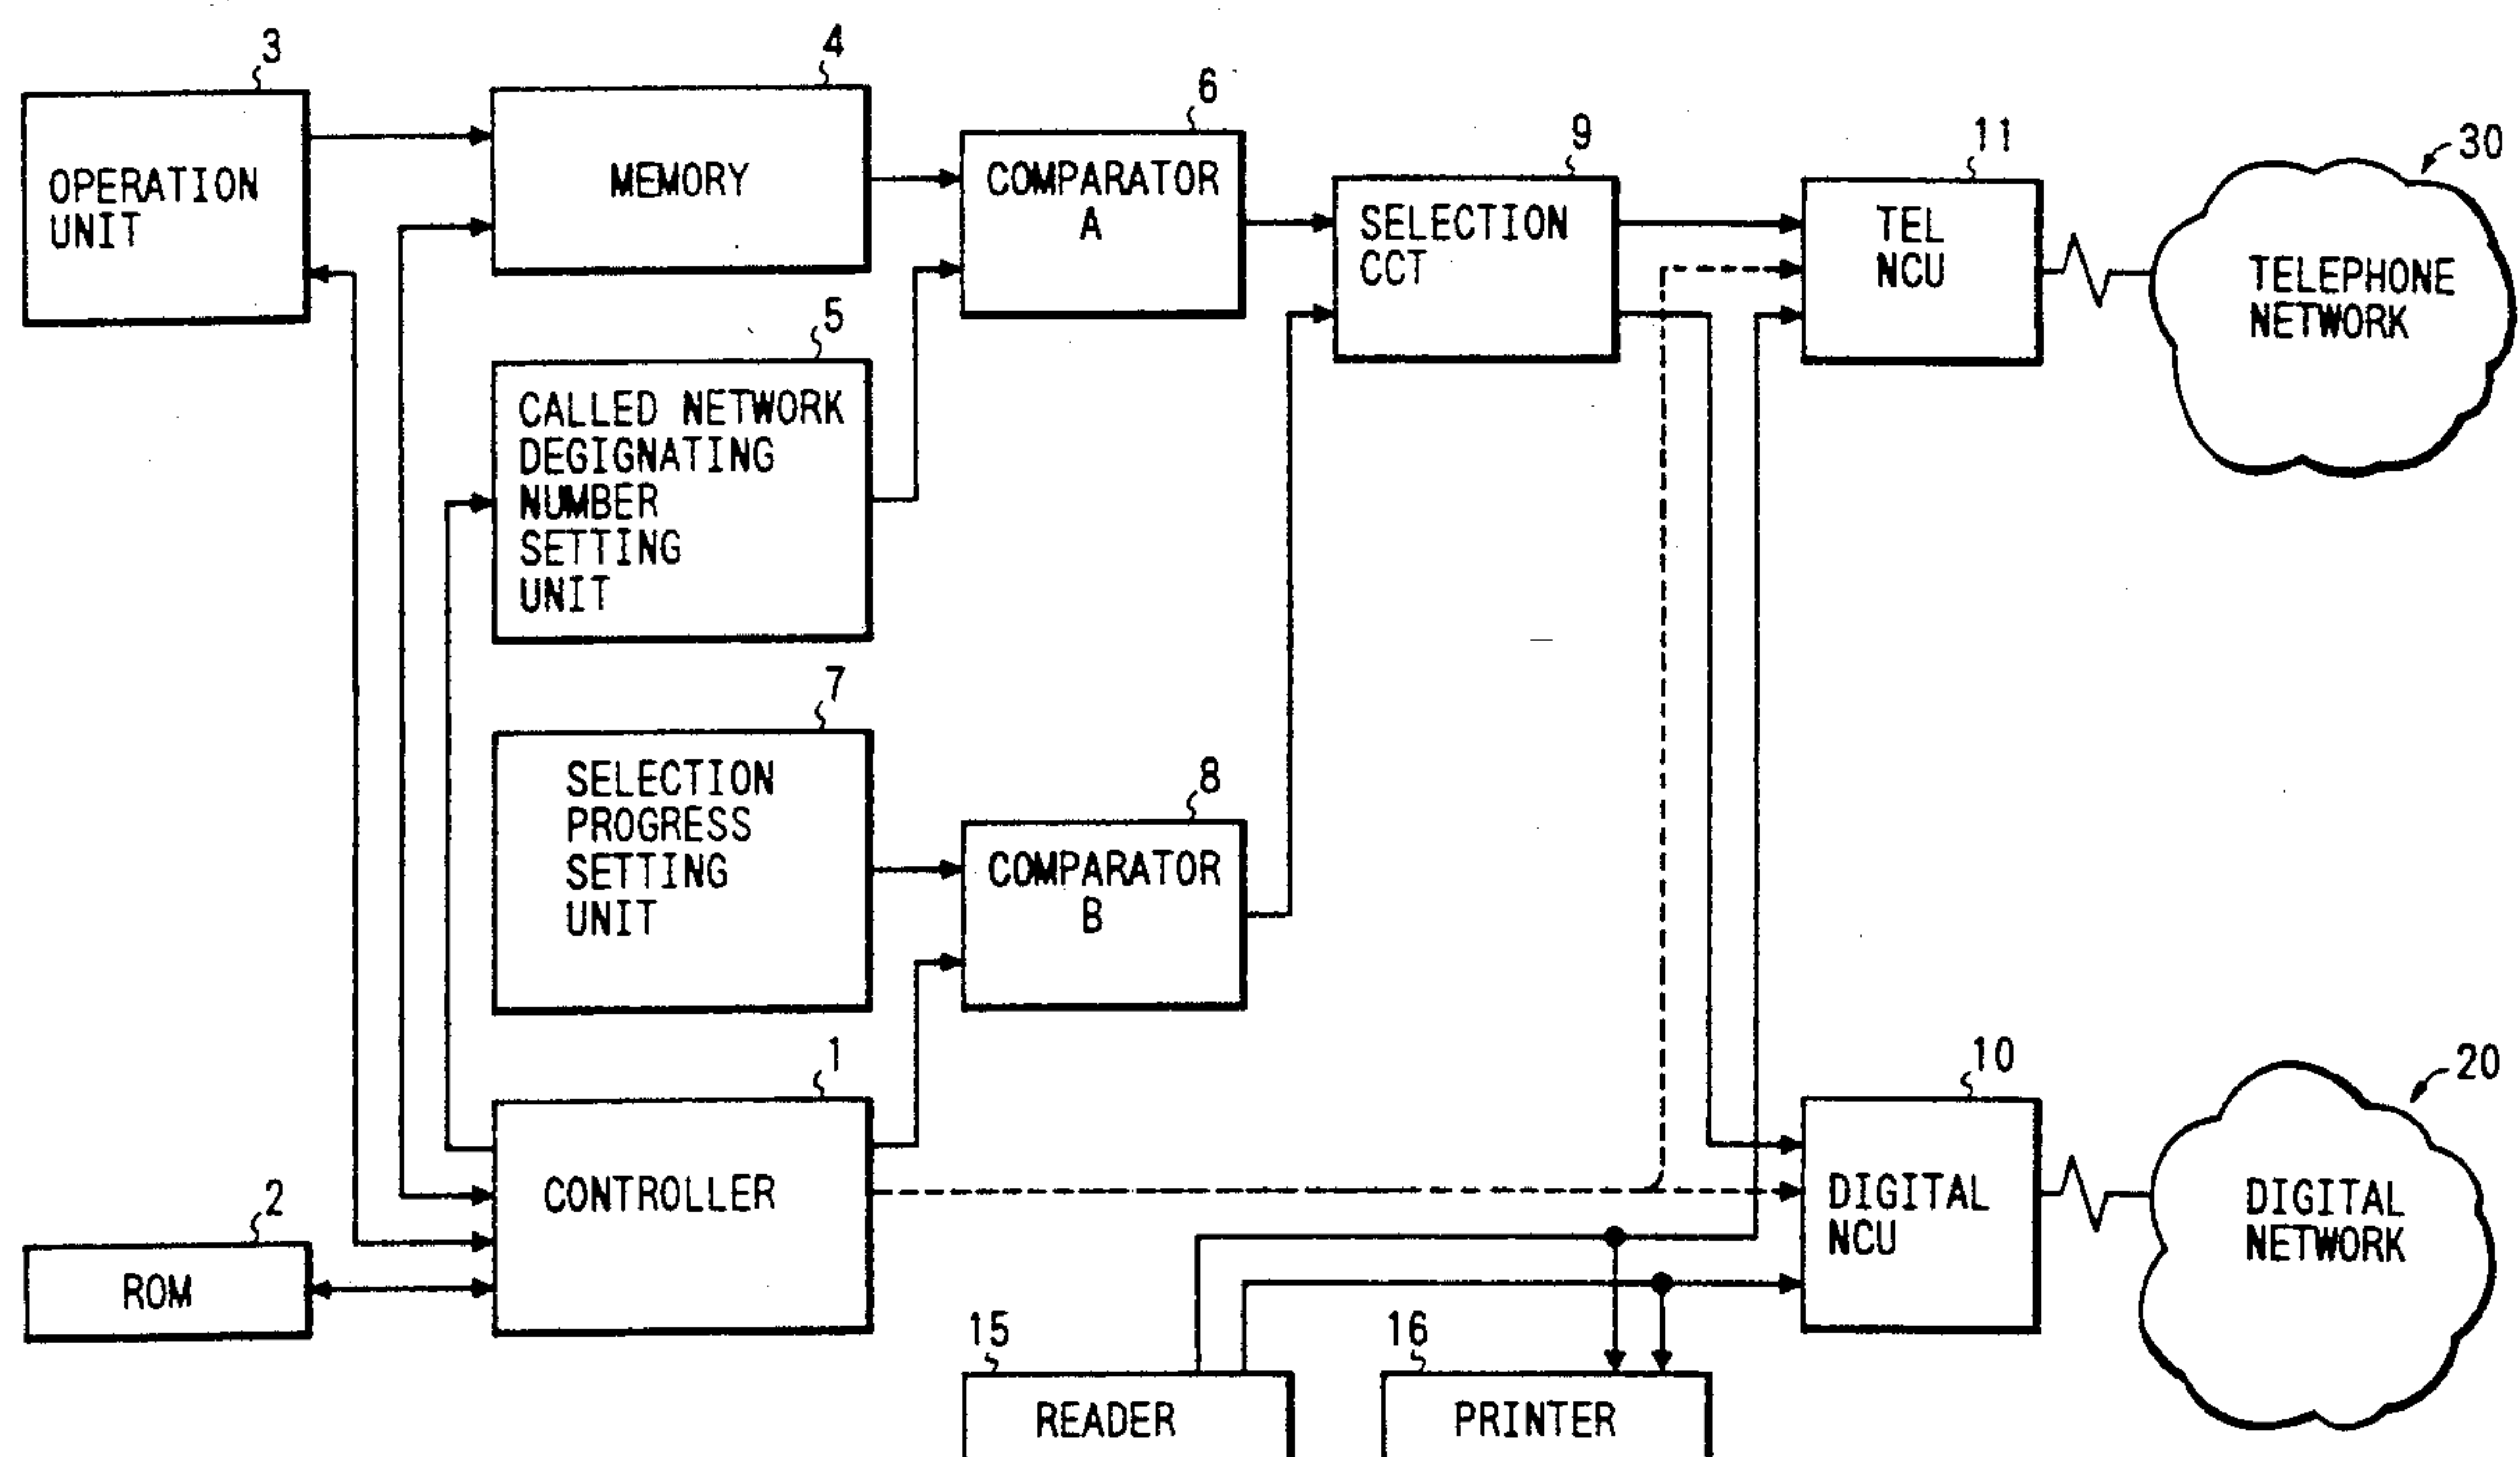 3
OPERATION
UNIT
4
MEMORY
6
COMPARATOR
A
9
SELECTION
CCT
11
TEL
NCU
30
TELEPHONE
NETWORK
5
CALLED NETWORK
DEGIGNATING
NUMBER
SETTING
UNIT
7
SELECTION
PROGRESS
SETTING
UNIT
8
COMPARATOR
B
1
CONTROLLER
2
ROM
10
DIGITAL
NCU
20
DIGITAL
NETWORK
15
READER
16
PRINTER